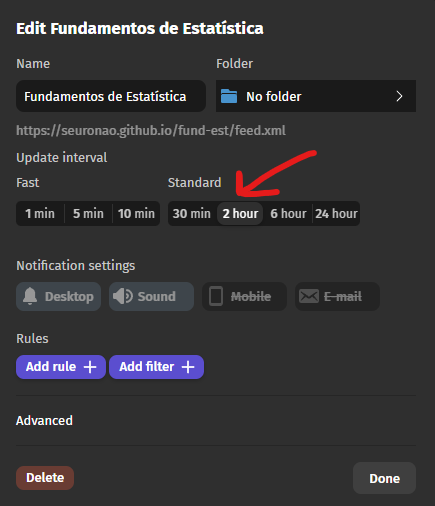 Edit Fundamentos de Estatística
Name
Folder
Fundamentos de Estatística
No folder
https://seuronao.github.io/fund-est/feed.xml
Update interval
Fast
Standard
1 min 5 min 10 min
30 min 2 hour 6 hour 24 hour
Notification settings
Desktop Sound Mobile E-mail
Rules
Add rule Add filter
Advanced
Delete
Done